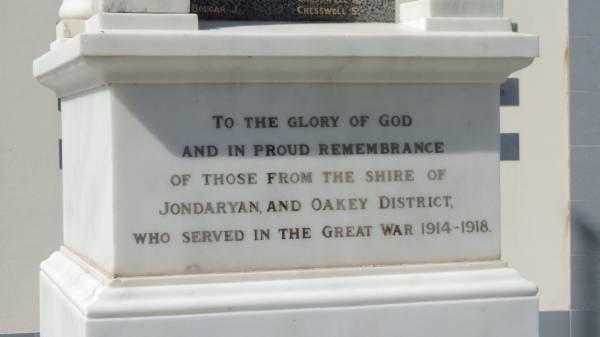 Boggar J.
Cresswell S.
To the glory of God
and in proud remembrance
of those from the Shire of
Jondaryan, and Oakey District,
who served in the Great War 1914-1918.